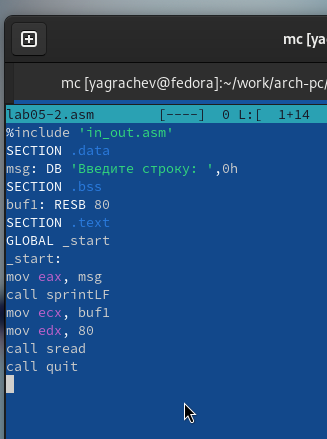 mc [ya
mc [yagrachev@fedora]:~/work/arch-pc/
lab05-2.asm [----] 0 L:[ 1+14
%include 'in_out.asm'
SECTION .data
msg: DB 'Введите строку: ',0h
SECTION .bss
buf1: RESB 80
SECTION .text
GLOBAL _start
_start:
mov eax, msg
call sprintLF
mov ecx, buf1
mov edx, 80
call sread
call quit